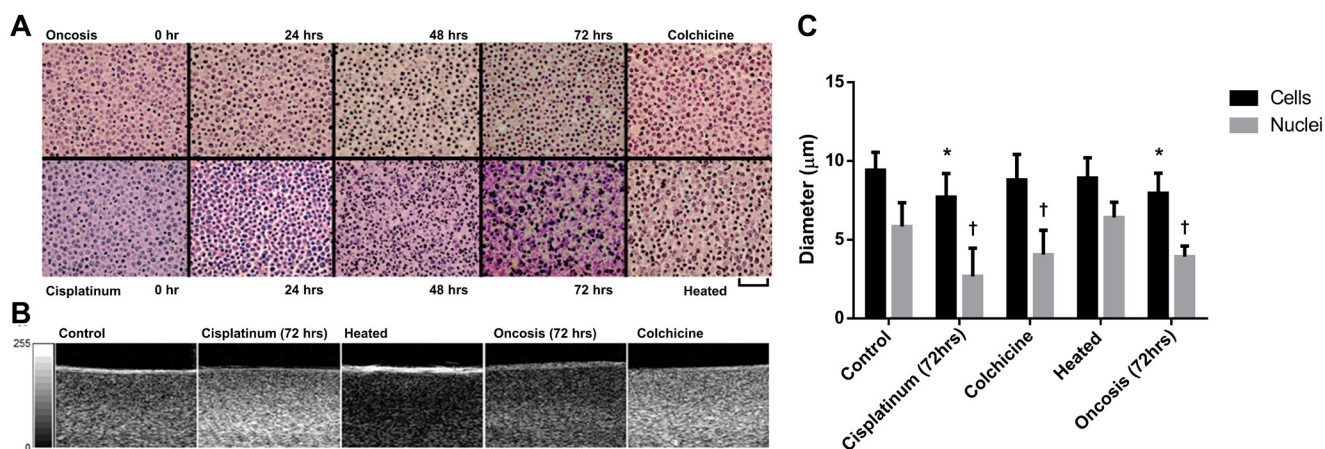 A
Oncosis 0 hr 24 hrs 48 hrs 72 hrs Colchicine
Cisplatinum 0 hr 24 hrs 48 hrs 72 hrs Heated
B
Control Cisplatinum (72 hrs) Heated Oncosis (72 hrs) Colchicine
255
0
C
Cells
Nuclei
Diameter (μm)
15
10
5
0
* * 
† † †
Control
Cisplatinum (72hrs)
Colchicine
Heated
Oncosis (72hrs)